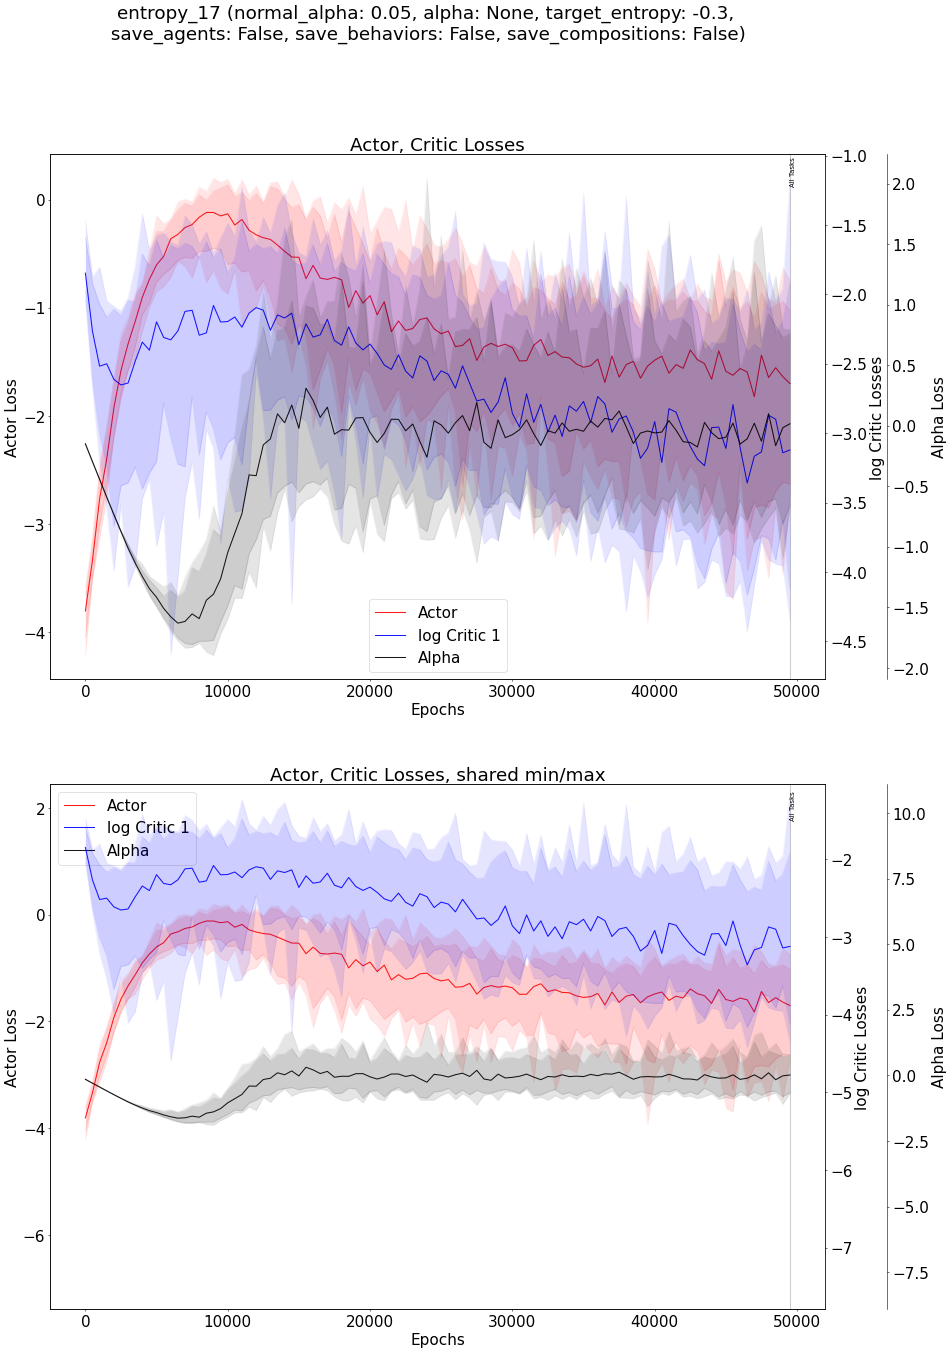 entropy_17 (normal_alpha: 0.05, alpha: None, target_entropy: -0.3,
save_agents: False, save_behaviors: False, save_compositions: False)
Actor, Critic Losses
All Tasks
0
−1
−2
−3
−4
Actor Loss
−1.0
−1.5
−2.0
−2.5
−3.0
−3.5
−4.0
−4.5
log Critic Losses
2.0
1.5
1.0
0.5
0.0
−0.5
−1.0
−1.5
−2.0
Alpha Loss
Actor
log Critic 1
Alpha
0 10000 20000 30000 40000 50000
Epochs
Actor, Critic Losses, shared min/max
All Tasks
Actor
log Critic 1
Alpha
2
0
−2
−4
−6
Actor Loss
−2
−3
−4
−5
−6
−7
log Critic Losses
10.0
7.5
5.0
2.5
0.0
−2.5
−5.0
−7.5
Alpha Loss
0 10000 20000 30000 40000 50000
Epochs